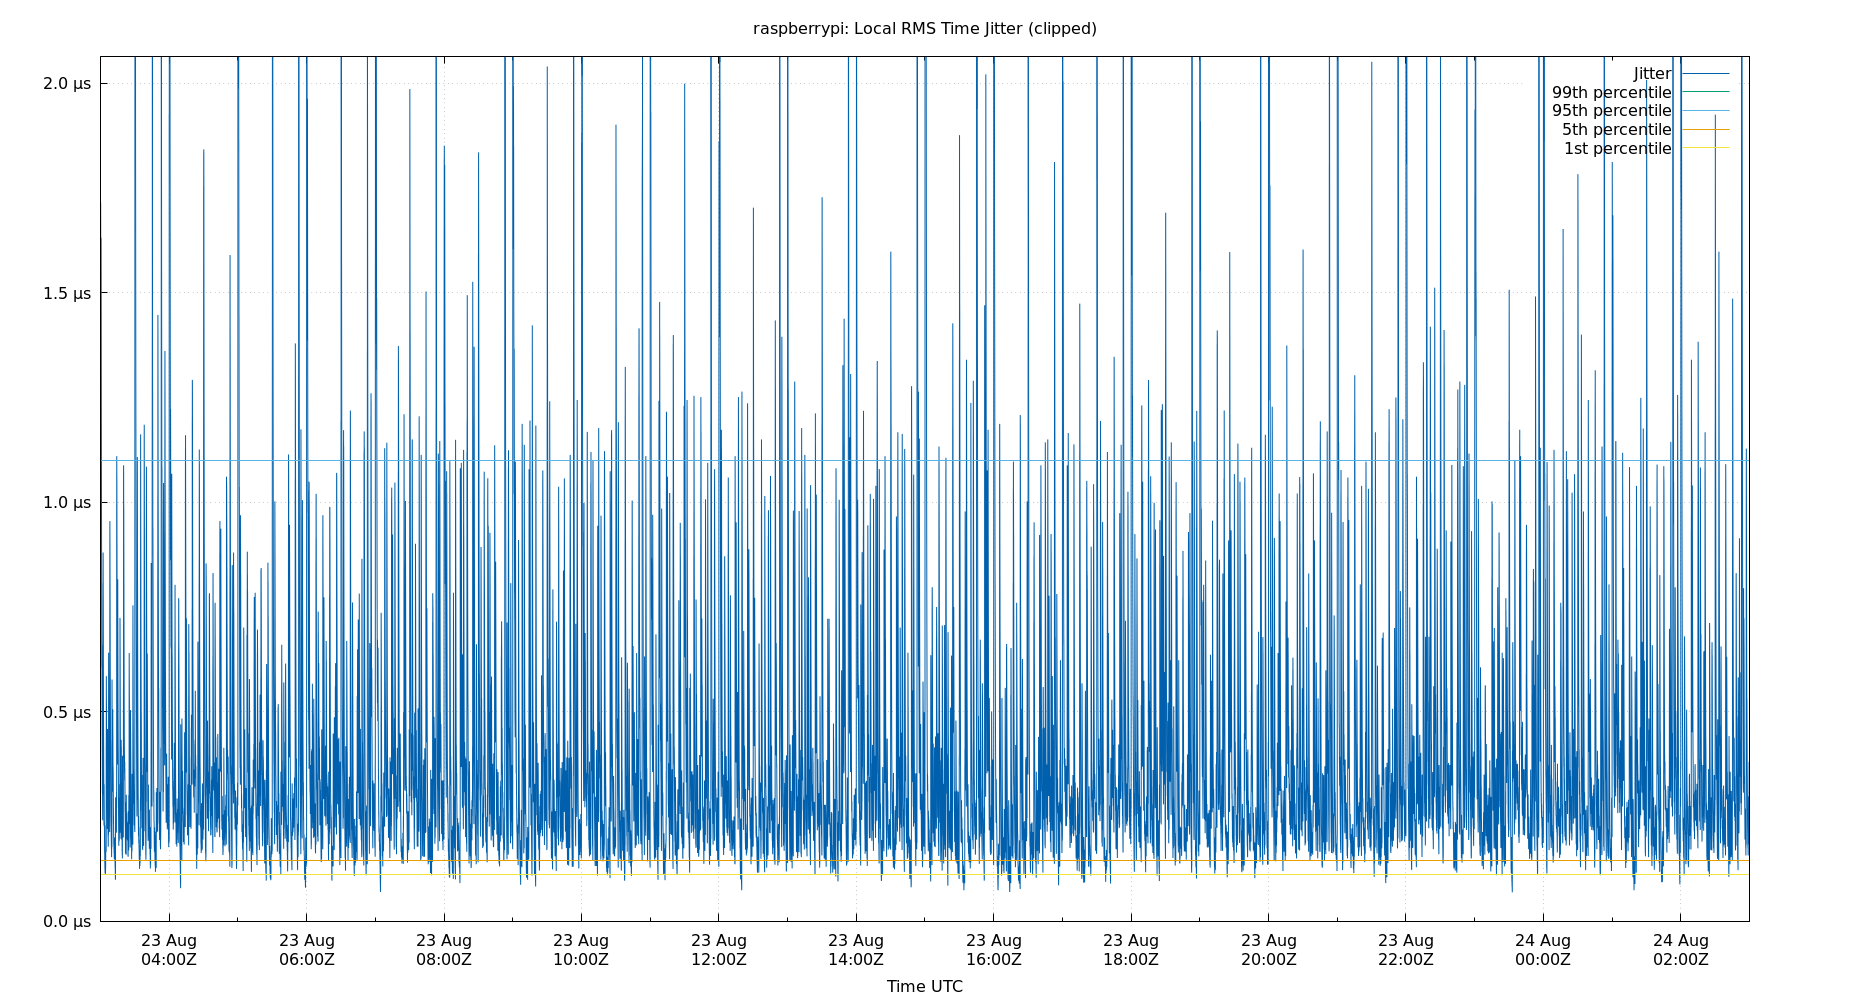 raspberrypi: Local RMS Time Jitter (clipped)
2.0 µs
1.5 µs
1.0 µs
0.5 µs
0.0 µs
Jitter
99th percentile
95th percentile
5th percentile
1st percentile
23 Aug 23 Aug 23 Aug 23 Aug 23 Aug 23 Aug 23 Aug 23 Aug 23 Aug 23 Aug 24 Aug 24 Aug
04:00Z 06:00Z 08:00Z 10:00Z 12:00Z 14:00Z 16:00Z 18:00Z 20:00Z 22:00Z 00:00Z 02:00Z
Time UTC